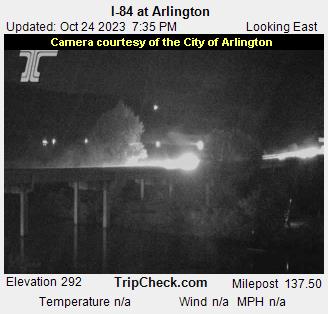 I-84 at Arlington
Updated: Oct 24 2023 7:35 PM Looking East
Camera courtesy of the City of Arlington
Elevation 292 TripCheck.com Milepost 137.50
Temperature n/a Wind n/a MPH n/a